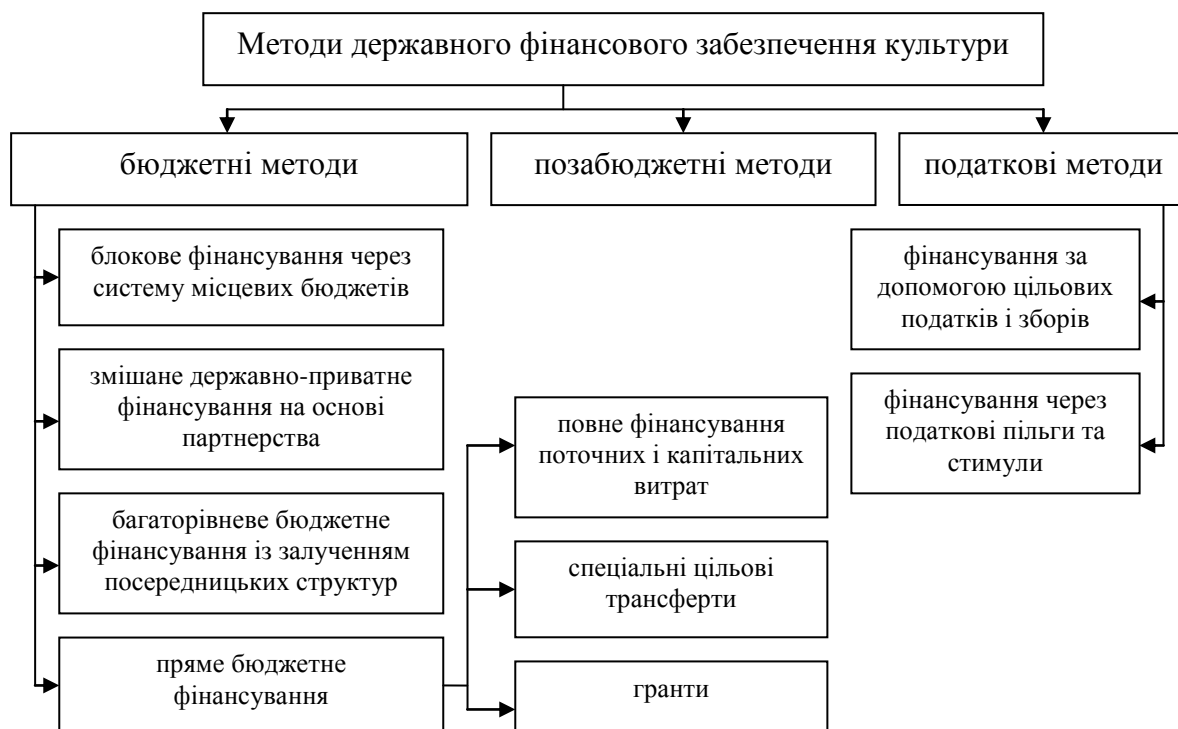 Методи державного фінансового забезпечення культури
бюджетні методи
позабюджетні методи
податкові методи
блокове фінансування через
систему місцевих бюджетів
змішане державно-приватне
фінансування на основі
партнерства
багаторівневе бюджетне
фінансування із залученням
посередницьких структур
пряме бюджетне
фінансування
повне фінансування
поточних і капітальних
витрат
спеціальні цільові
трансферти
гранти
фінансування за
допомогою цільових
податків і зборів
фінансування через
податкові пільги та
стимули